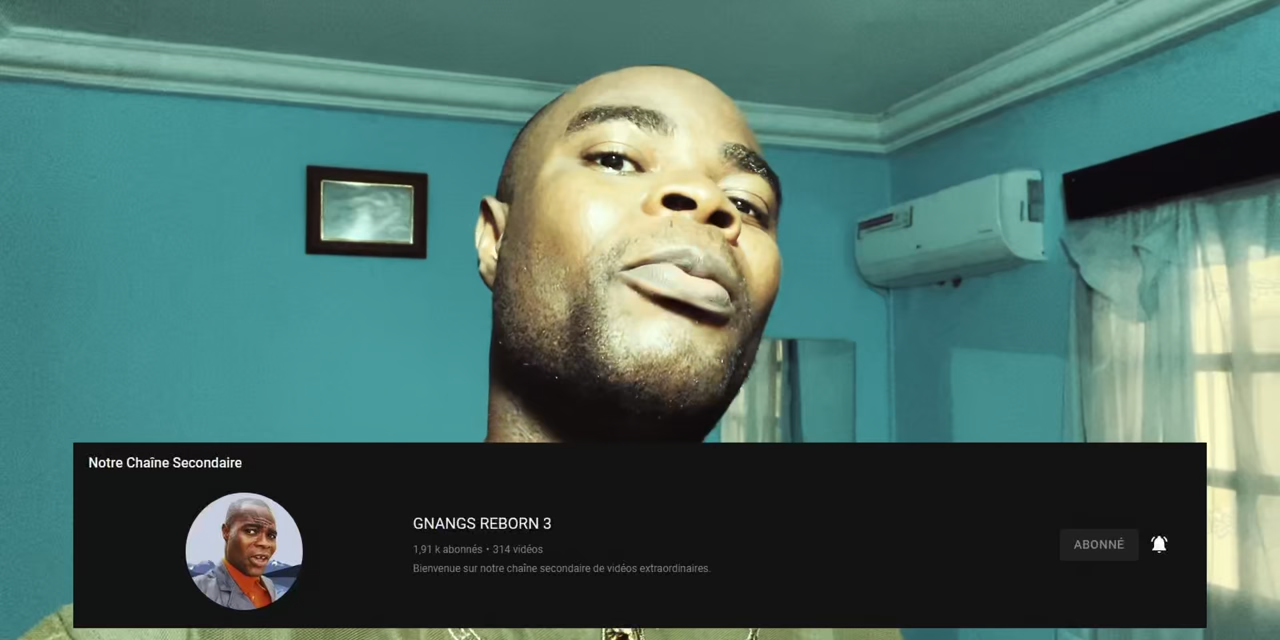 Notre Chaîne Secondaire
GNANGS REBORN 3
1,91 k abonnés • 314 vidéos
Bienvenue sur notre chaîne secondaire de vidéos extraordinaires.
ABONNÉ